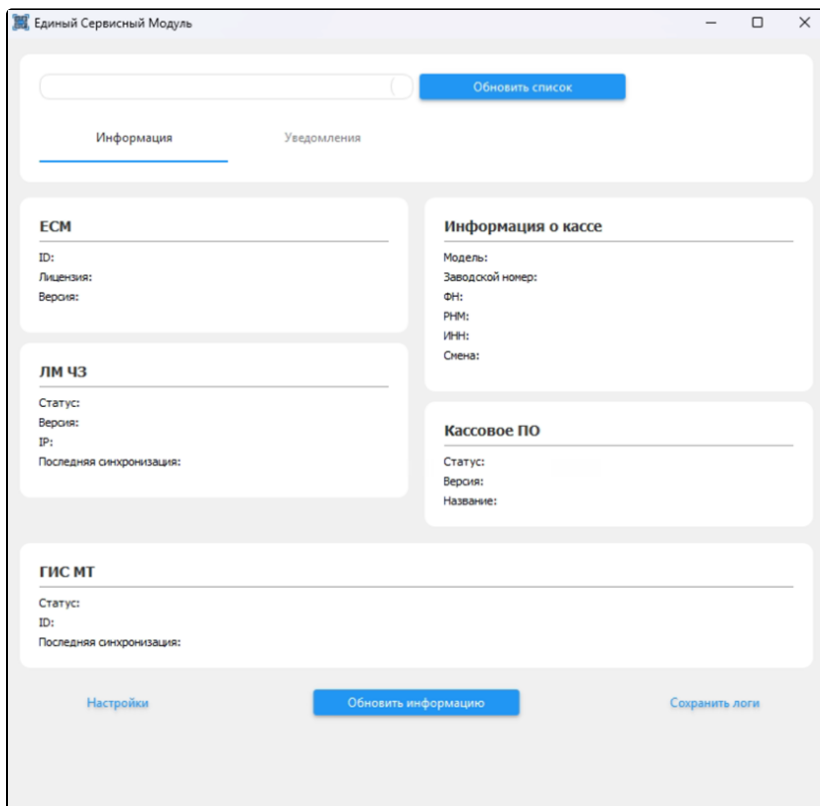 Единый Сервисный Модуль
Обновить список
Информация
Уведомления
ЕСМ
ID:
Лицензия:
Версия:
ЛМ ЧЗ
Статус:
Версия:
IP:
Последняя синхронизация:
Информация о кассе
Модель:
Заводской номер:
ФН:
РНМ:
ИНН:
Смена:
Кассовое ПО
Статус:
Версия:
Название:
ГИС МТ
Статус:
ID:
Последняя синхронизация:
Настройки
Обновить информацию
Сохранить логи